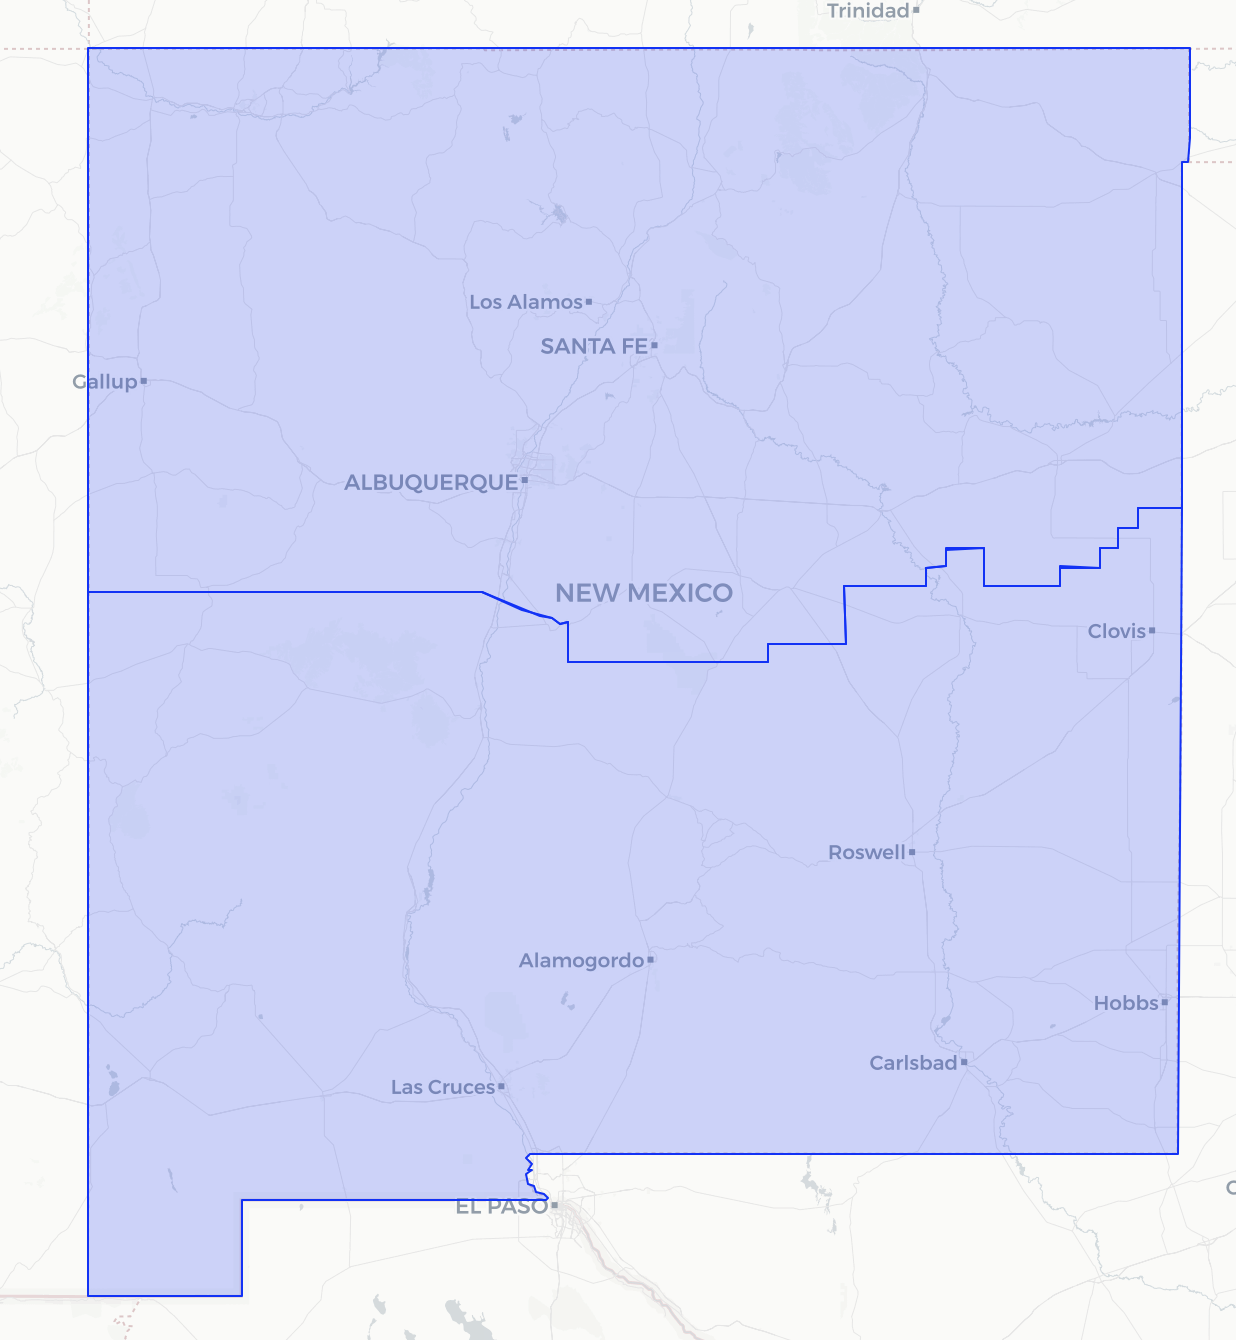 Trinidad
Los Alamos
SANTA FE
Gallup
ALBUQUERQUE
NEW MEXICO
Clovis
Roswell
Alamogordo
Hobbs
Carlsbad
Las Cruces
EL PASO